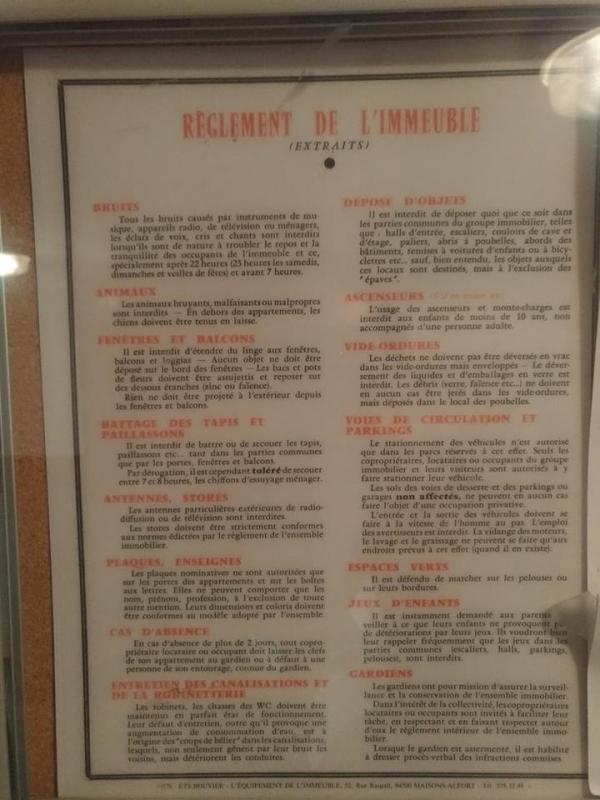 RÈGLEMENT DE L'IMMEUBLE
(EXTRAITS)
BRUITS
Tous les bruits causés par instruments de mu-
sique, appareils radio, de télévision ou ménagers,
les éclats de voix, cris et chants sont interdits
lorsqu'ils sont de nature à troubler le repos et la
tranquillité des occupants de l'immeuble et ce,
spécialement après 22 heures (23 heures les samedis,
dimanches et veilles de fêtes) et avant 7 heures.
ANIMAUX
Les animaux bruyants, malfaisants ou malpropres
sont interdits — En dehors des appartements, les
chiens doivent être tenus en laisse.
FENÊTRES ET BALCONS
Il est interdit d'étendre du linge aux fenêtres,
balcons et loggias — Aucun objet ne doit être
déposé sur le bord des fenêtres — Les bacs et pots
de fleurs doivent être assujettis et reposer sur
des dessous étanches (zinc ou faïence).
Rien ne doit être projeté à l'extérieur depuis
les fenêtres et balcons.
BATTAGE DES TAPIS ET
PAILLASSONS
Il est interdit de battre ou de secouer les tapis,
paillassons etc... tant dans les parties communes
que par les portes, fenêtres et balcons.
Par dérogation, il est cependant toléré de secouer
entre 7 et 8 heures, les chiffons d'essuyage ménager.
ANTENNES, STORES
Les antennes particulières extérieures de radio-
diffusion ou de télévision sont interdites.
Les stores doivent être strictement conformes
aux normes édictées par le règlement de l'ensemble
immobilier.
PLAQUES, ENSEIGNES
Les plaques nominatives ne sont autorisées que
sur les portes des appartements et sur les boîtes
aux lettres. Elles ne peuvent comporter que les
nom, prénoms, profession, à l'exclusion de toute
autre mention. Leurs dimensions et coloris doivent
être conformes au modèle adopté par l'ensemble.
CAS D'ABSENCE
En cas d'absence de plus de 2 jours, tout copro-
priétaire locataire ou occupant doit laisser les clefs
de son appartement au gardien ou à défaut à une
personne de son entourage, connue du gardien.
ENTRETIEN DES CANALISATIONS ET
DE LA ROBINETTERIE
Les robinets, les chasses des WC doivent être
maintenus en parfait état de fonctionnement.
Leur défaut d'entretien, outre qu'il provoque une
augmentation de consommation d'eau, est à
l'origine des "coups de bélier" dans les canalisations,
lesquels, non seulement gênent par leur bruit les
voisins, mais détériorent les conduites.
DÉPOSE D'OBJETS
Il est interdit de déposer quoi que ce soit dans
les parties communes du groupe immobilier, telles
que : halls d'entrée, escaliers, couloirs de cave et
d'étage, paliers, abris à poubelles, abords des
bâtiments, remises à voitures d'enfants ou à bicy-
clettes etc... sauf, bien entendu, les objets auxquels
ces locaux sont destinés, mais à l'exclusion des
"épaves".
ASCENSEURS
L'usage des ascenseurs et monte-charges est
interdit aux enfants de moins de 10 ans, non
accompagnés d'une personne adulte.
VIDE-ORDURES
Les déchets ne doivent pas être déversés en vrac
dans les vide-ordures mais enveloppés — Le déver-
sement des liquides et d'emballages en verre est
interdit. Les débris (verre, faïence etc...) ne doivent
en aucun cas être jetés dans les vide-ordures,
mais déposés dans le local des poubelles.
VOIES DE CIRCULATION ET
PARKINGS
Le stationnement des véhicules n'est autorisé
que dans les parcs réservés à cet effet. Seuls les
copropriétaires, locataires ou occupants du groupe
immobilier et leurs visiteurs sont autorisés à y
faire stationner leur véhicule.
Les sols des voies de desserte et des parkings ou
garages non affectés, ne peuvent en aucun cas
faire l'objet d'une occupation privative.
L'entrée et la sortie des véhicules doivent se
faire à la vitesse de l'homme au pas. L'emploi
des avertisseurs est interdit. La vidange des moteurs,
le lavage et le graissage ne peuvent se faire qu'aux
endroits prévus à cet effet (quand il en existe).
ESPACES VERTS
Il est défendu de marcher sur les pelouses ou
sur leurs bordures.
JEUX D'ENFANTS
Il est instamment demandé aux parents
veiller à ce que leurs enfants ne provoquent
de détériorations par leurs jeux. Ils voudront bien
leur rappeler fréquemment que les jeux dans les
parties communes (escaliers, halls, parkings,
pelouses), sont interdits.
GARDIENS
Les gardiens ont pour mission d'assurer la surveil-
lance et la conservation de l'ensemble immobilier.
Dans l'intérêt de la collectivité, les copropriétaires
locataires ou occupants sont invités à faciliter leur
tâche, en respectant et en faisant respecter autour
d'eux le règlement intérieur de l'ensemble immo-
bilier.
Lorsque le gardien est assermenté, il est habilité
à dresser procès-verbal des infractions commises
ETS BOUVIER - L'ÉQUIPEMENT DE L'IMMEUBLE, 52, Rue Raspail, 94700 MAISONS-ALFORT - Tél.